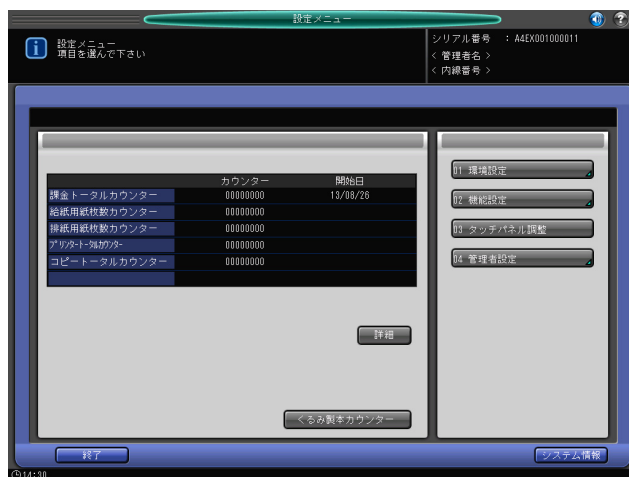 設定メニュー
設定メニュー
項目を選んで下さい
シリアル番号 : A4EX001000011
< 管理者名 >
< 内線番号 >
カウンター 開始日
課金トータルカウンター 00000000 13/08/26
給紙用紙枚数カウンター 00000000
排紙用紙枚数カウンター 00000000
プリンタートータルカウンター 00000000
コピートータルカウンター 00000000
詳細
くるみ製本カウンター
01 環境設定
02 機能設定
03 タッチパネル調整
04 管理者設定
終了
システム情報
14:30